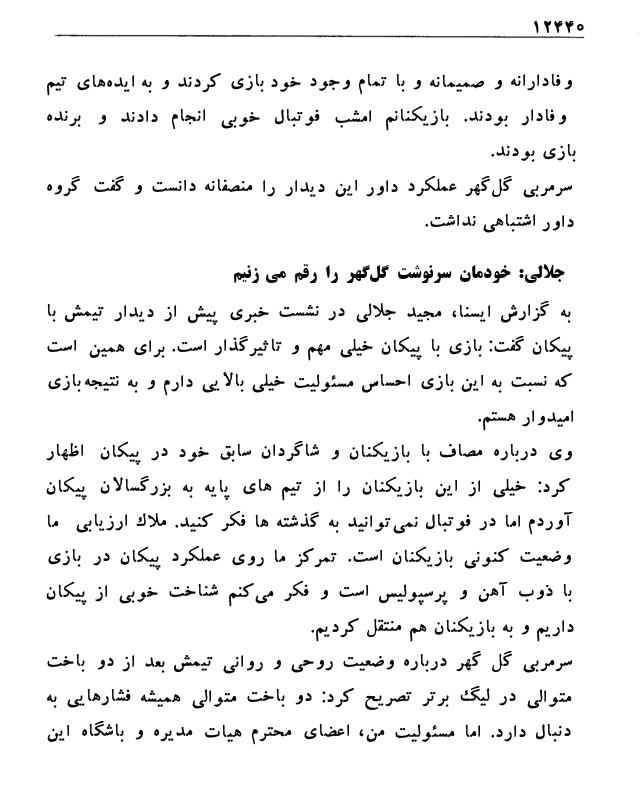 ۱۲۴۴۰
وفادارانه و صمیمانه و با تمام وجود خود بازی کردند و به ایده‌های تیم
وفادار بودند. بازیکنانم امشب فوتبال خوبی انجام دادند و برنده
بازی بودند.
سرمربی گل‌گهر عملکرد داور این دیدار را منصفانه دانست و گفت گروه
داور اشتباهی نداشت.
جلالی: خودمان سرنوشت گل‌گهر را رقم می زنیم
به گزارش ایسنا، مجید جلالی در نشست خبری پیش از دیدار تیمش با
پیکان گفت: بازی با پیکان خیلی مهم و تاثیرگذار است. برای همین است
که نسبت به این بازی احساس مسئولیت خیلی بالایی دارم و به نتیجه بازی
امیدوار هستم.
وی درباره مصاف با بازیکنان و شاگردان سابق خود در پیکان اظهار
کرد: خیلی از این بازیکنان را از تیم های پایه به بزرگسالان پیکان
آوردم اما در فوتبال نمی‌توانید به گذشته ها فکر کنید. ملاک ارزیابی ما
وضعیت کنونی بازیکنان است. تمرکز ما روی عملکرد پیکان در بازی
با ذوب آهن و پرسپولیس است و فکر می‌کنم شناخت خوبی از پیکان
داریم و به بازیکنان هم منتقل کردیم.
سرمربی گل گهر درباره وضعیت روحی و روانی تیمش بعد از دو باخت
متوالی در لیگ برتر تصریح کرد: دو باخت متوالی همیشه فشارهایی به
دنبال دارد. اما مسئولیت من، اعضای محترم هیات مدیره و باشگاه این